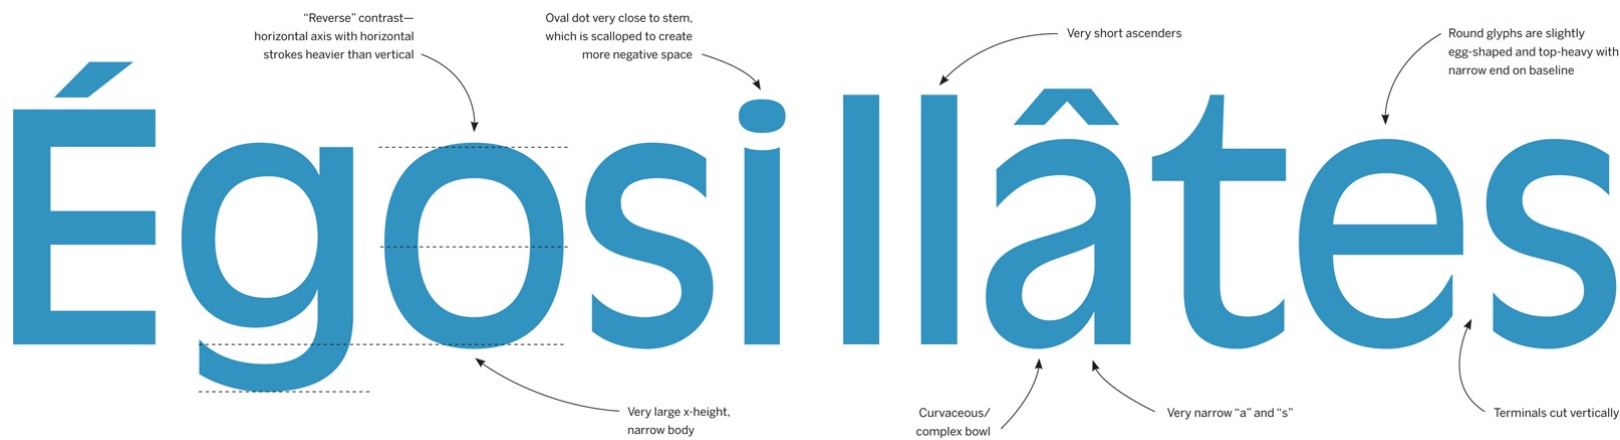 “Reverse” contrast—
horizontal axis with horizontal
strokes heavier than vertical
Oval dot very close to stem,
which is scalloped to create
more negative space
Very short ascenders
Round glyphs are slightly
egg-shaped and top-heavy with
narrow end on baseline
Égosillâtes
Very large x-height,
narrow body
Curvaceous/
complex bowl
Very narrow “a” and “s”
Terminals cut vertically